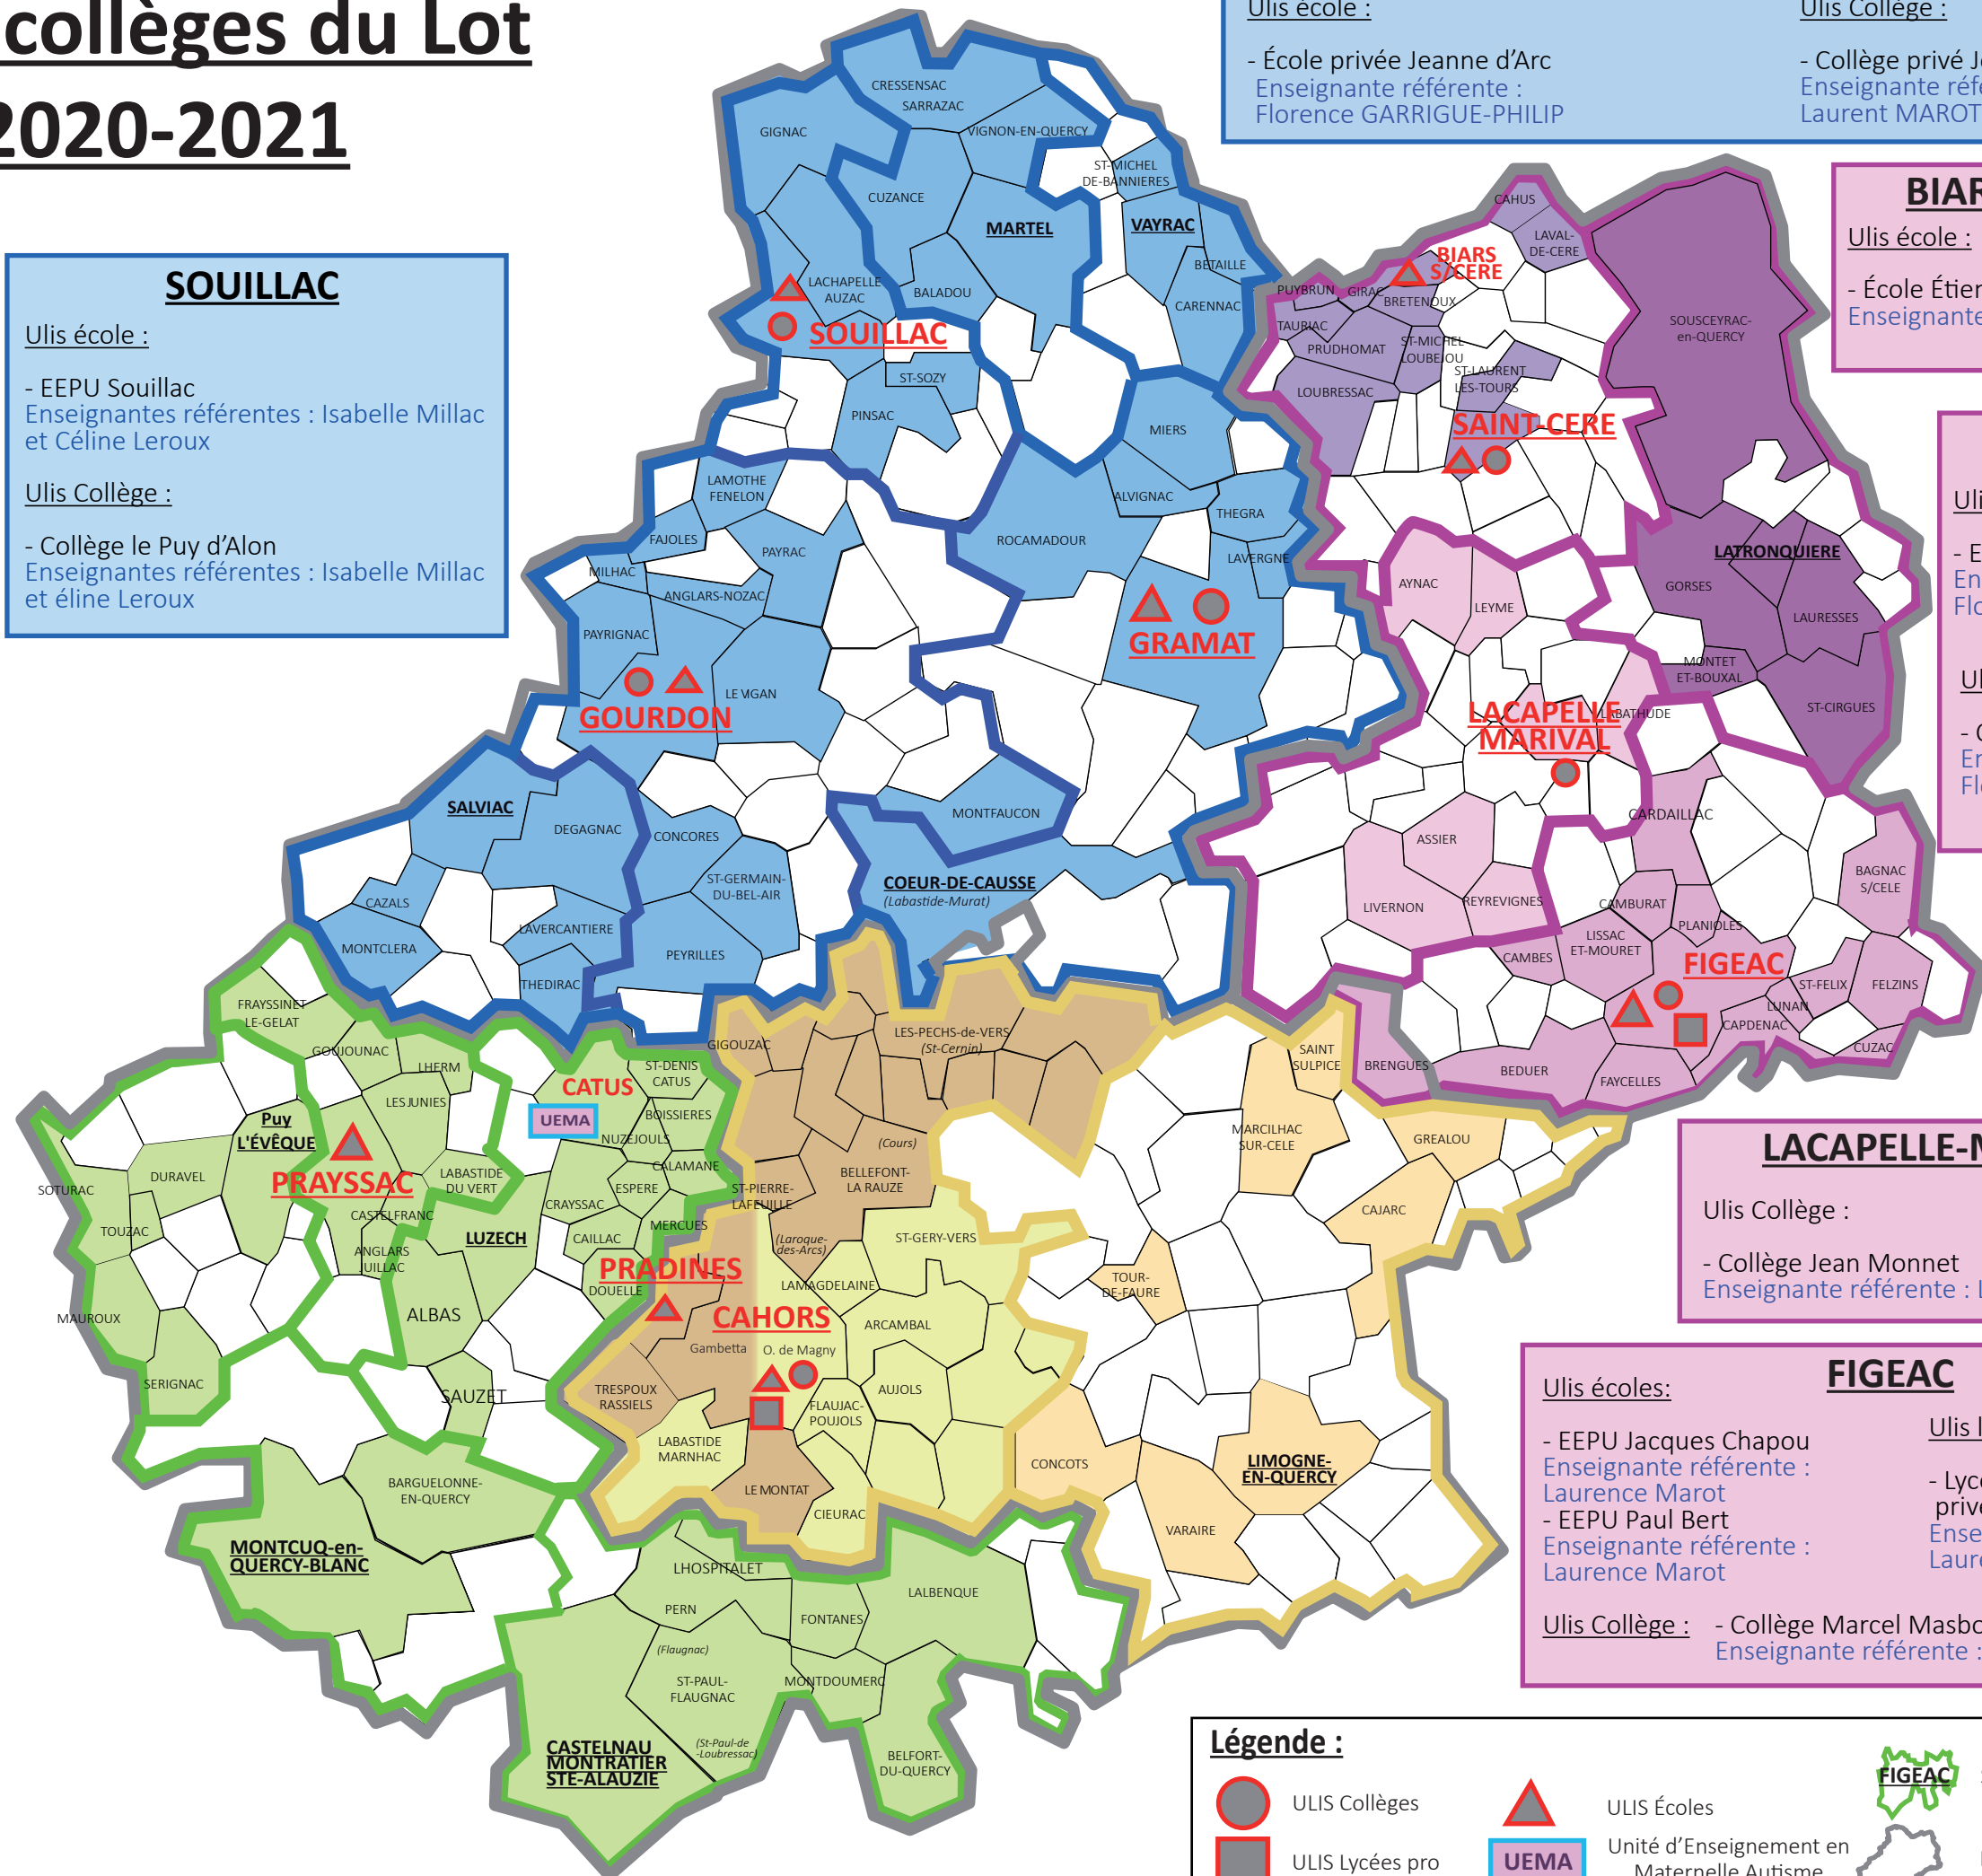 collèges du Lot
2020-2021
SOUILLAC
Ulis école :
- EEPU Souillac
Enseignantes référentes : Isabelle Millac
et Céline Leroux
Ulis Collège :
- Collège le Puy d’Alon
Enseignantes référentes : Isabelle Millac
et éline Leroux
Ulis école :
- École privée Jeanne d’Arc
Enseignante référente :
Florence GARRIGUE-PHILIP
Ulis Collège :
- Collège privé
Laurent MAROT
Ulis école :
- École
Enseignante
CRESSENSAC
SARRAZAC
GIGNAC
VIGNON-EN-QUERCY
ST-MICHEL
DE-BANNIERES
CUZANCE
MARTEL
VAYRAC
BETAILLE
LACHAPELLE
AUZAC
BALADOU
CARENNAC
SOUILLAC
ST-SOZY
PINSAC
MIERS
LAMOTHE
FENELON
ALVIGNAC
THEGRA
FAJOLES
PAYRAC
ROCAMADOUR
LAVERGNE
MILHAC
ANGLARS-NOZAC
PAYRIGNAC
GRAMAT
LE VIGAN
GOURDON
SALVIAC
DEGAGNAC
CONCORES
MONTFAUCON
ST-GERMAIN-
DU-BEL-AIR
COEUR-DE-CAUSSE
(Labastide-Murat)
CAZALS
LAVERCANTIERE
MONTCLERA
PEYRILLES
THEDIRAC
CAHUS
LAVAL-
DE-CERE
BIARS
S/CERE
PUYBRUN
GIRAC
BRETENOUX
TAURIAC
PRUDHOMAT
ST-MICHEL
LOUBEJOU
ST-LAURENT
LES-TOURS
LOUBRESSAC
SAINT-CERE
SOUSCEYRAC-
en-QUERCY
LATRONQUIERE
GORSES
LAURESSES
AYNAC
LEYME
MONTET
ET-BOUXAL
ST-CIRGUES
LABATHUDE
LACAPELLE
MARIVAL
CARDAILLAC
ASSIER
BAGNAC
S/CELE
LIVERNON
REYREVIGNES
CAMBURAT
PLANIOLES
LISSAC
ET-MOURET
CAMBES
FIGEAC
ST-FELIX
FELZINS
LUNAN
CAPDENAC
CUZAC
BRENGUES
BEDUER
FAYCELLES
FRAYSSINET
LE-GELAT
GOUJOUNAC
LHERM
LES JUNIES
CATUS
UEMA
ST-DENIS
CATUS
BOISSIERES
NUZEJOULS
CALAMANE
ESPERE
CRAYSSAC
MERCUES
CAILLAC
DOUELLE
Puy
L'ÉVÊQUE
DURAVEL
SOTURAC
TOUZAC
PRAYSSAC
LABASTIDE
DU VERT
CASTELFRANC
ANGLARS
JUILLAC
LUZECH
ALBAS
MAUROUX
SERIGNAC
SAUZET
BARGUELONNE-
EN-QUERCY
MONTCUQ-en-
QUERCY-BLANC
GIGOUZAC
LES-PECHS-de-VERS
(St-Cernin)
(Cours)
BELLEFONT-
LA RAUZE
ST-PIERRE-
LAFEUILLE
(Laroque-
des-Arcs)
ST-GERY-VERS
PRADINES
LAMAGDELAINE
CAHORS
ARCAMBAL
Gambetta
O. de Magny
TRESPOUX
RASSIELS
AUJOLS
FLAUJAC-
POUJOLS
LABASTIDE
MARNHAC
LE MONTAT
CIEURAC
SAINT
SULPICE
MARCILHAC
SUR-CELE
GREALOU
CAJARC
TOUR-
DE-FAURE
CONCOTS
LIMOGNE-
EN-QUERCY
VARAIRE
LHOSPITALET
LALBENQUE
PERN
FONTANES
(Flaugnac)
ST-PAUL-
FLAUGNAC
MONTDOUMERC
(St-Paul-de
-Loubressac)
CASTELNAU
MONTRATIER
STE-ALAUZIE
BELFORT-
DU-QUERCY
Ulis Collège :
- Collège Jean Monnet
Enseignante référente :
FIGEAC
Ulis écoles:
- EEPU Jacques Chapou
Enseignante référente :
Laurence Marot
- EEPU Paul Bert
Enseignante référente :
Laurence Marot
Ulis
Ulis Collège :
- Collège Marcel
Enseignante référente :
Légende :
ULIS Collèges
ULIS Écoles
ULIS Lycées pro
UEMA
Unité d’Enseignement en
Maternelle Autisme
FIGEAC